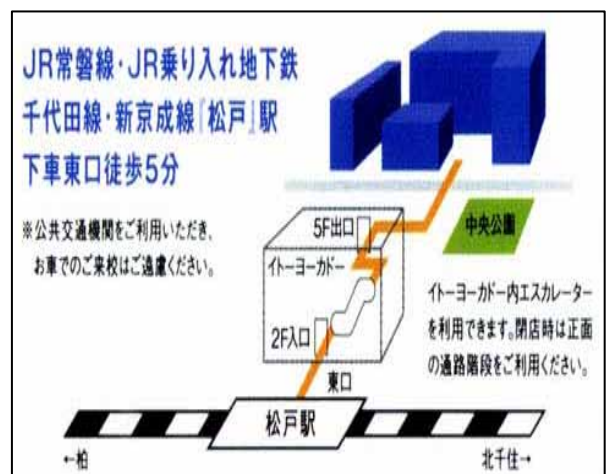 JR常磐線・JR乗り入れ地下鉄
千代田線・新京成線『松戸』駅
下車東口徒歩5分
※公共交通機関をご利用いただき、
お車でのご来校はご遠慮ください。
5F出口
イトーヨーカドー
2F入口
中央公園
イトーヨーカドー内エスカレーター
を利用できます。閉店時は正面
の通路階段をご利用ください。
東口
松戸駅
←柏
北千住→